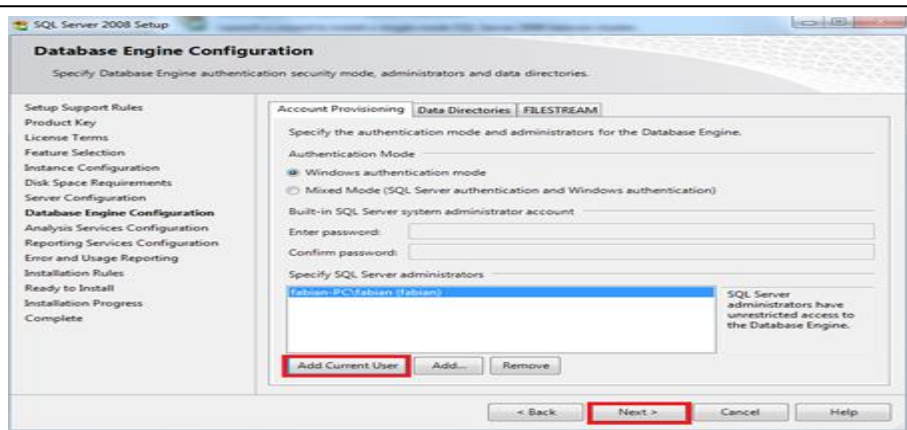 SQL Server 2008 Setup
Database Engine Configuration
Specify Database Engine authentication security mode, administrators and data directories.
Setup Support Rules
Product Key
License Terms
Feature Selection
Instance Configuration
Disk Space Requirements
Server Configuration
Database Engine Configuration
Analysis Services Configuration
Reporting Services Configuration
Error and Usage Reporting
Installation Rules
Ready to Install
Installation Progress
Complete
Account Provisioning Data Directories FILESTREAM
Specify the authentication mode and administrators for the Database Engine.
Authentication Mode
Windows authentication mode
Mixed Mode (SQL Server authentication and Windows authentication)
Built-in SQL Server system administrator account
Enter password:
Confirm password:
Specify SQL Server administrators
fabian-PC\fabian (fabian)
SQL Server
administrators have
unrestricted access to
the Database Engine.
Add Current User Add... Remove
< Back Next > Cancel Help